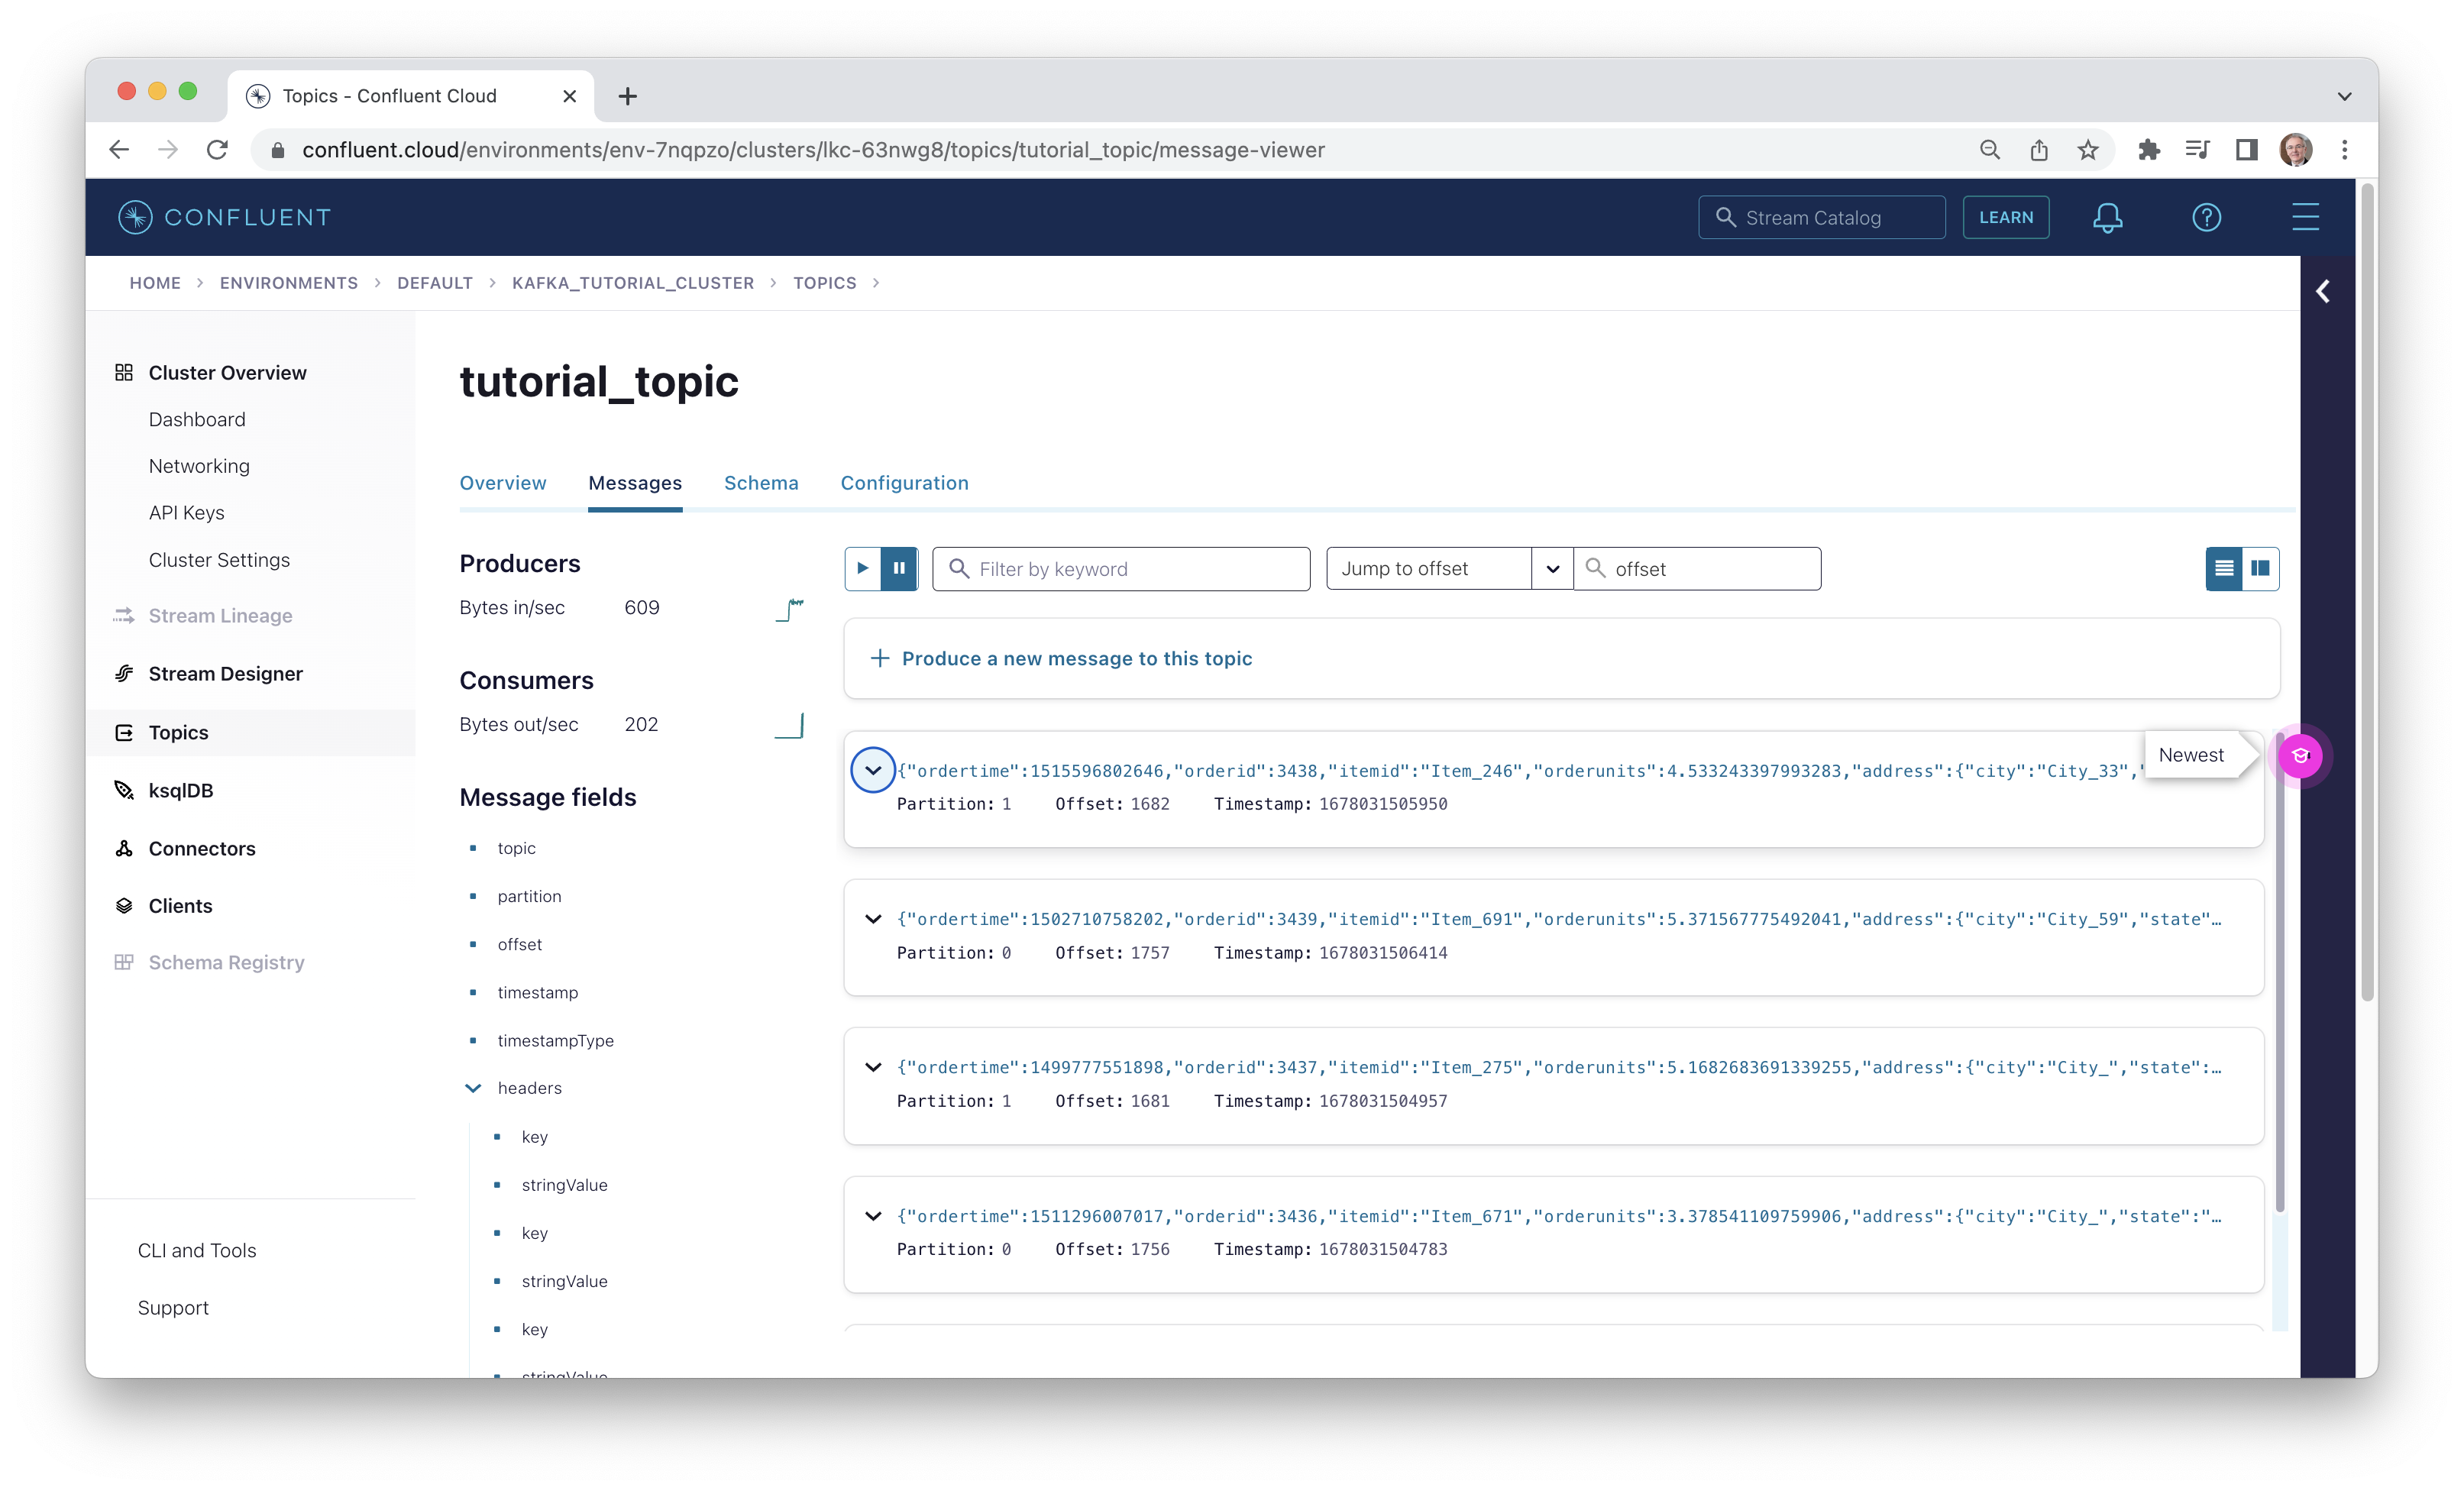 Topics - Confluent Cloud
confluent.cloud/environments/env-7nqpzo/clusters/lkc-63nwg8/topics/tutorial_topic/message-viewer
CONFLUENT
Stream Catalog
LEARN
HOME > ENVIRONMENTS > DEFAULT > KAFKA_TUTORIAL_CLUSTER > TOPICS >
Cluster Overview
Dashboard
Networking
API Keys
Cluster Settings
Stream Lineage
Stream Designer
Topics
ksqlDB
Connectors
Clients
Schema Registry
CLI and Tools
Support
tutorial_topic
Overview Messages Schema Configuration
Producers
Bytes in/sec 609
Consumers
Bytes out/sec 202
Message fields
topic
partition
offset
timestamp
timestampType
headers
key
stringValue
key
stringValue
key
stringValue
Filter by keyword
Jump to offset
offset
Produce a new message to this topic
Newest
{"ordertime":1515596802646,"orderid":3438,"itemid":"Item_246","orderunits":4.533243397993283,"address":{"city":"City_33",
Partition: 1 Offset: 1682 Timestamp: 1678031505950
{"ordertime":1502710758202,"orderid":3439,"itemid":"Item_691","orderunits":5.371567775492041,"address":{"city":"City_59","state"…
Partition: 0 Offset: 1757 Timestamp: 1678031506414
{"ordertime":1499777551898,"orderid":3437,"itemid":"Item_275","orderunits":5.1682683691339255,"address":{"city":"City_","state":…
Partition: 1 Offset: 1681 Timestamp: 1678031504957
{"ordertime":1511296007017,"orderid":3436,"itemid":"Item_671","orderunits":3.378541109759906,"address":{"city":"City_","state":"…
Partition: 0 Offset: 1756 Timestamp: 1678031504783